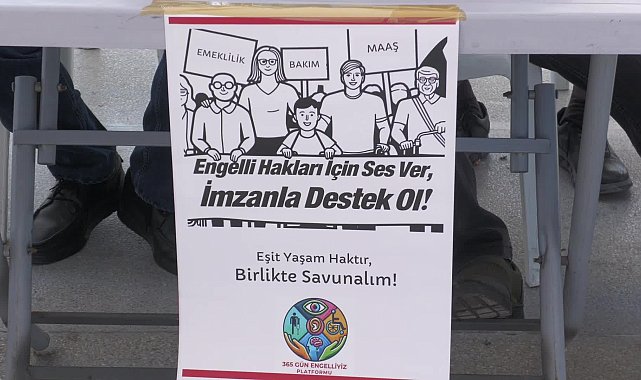 EMEKLİLİK
BAKIM
MAAŞ
Engelli Hakları İçin Ses Ver,
İmzanla Destek Ol!
Eşit Yaşam Haktır,
Birlikte Savunalım!
365 GÜN ENGELLİYİZ
PLATFORMU